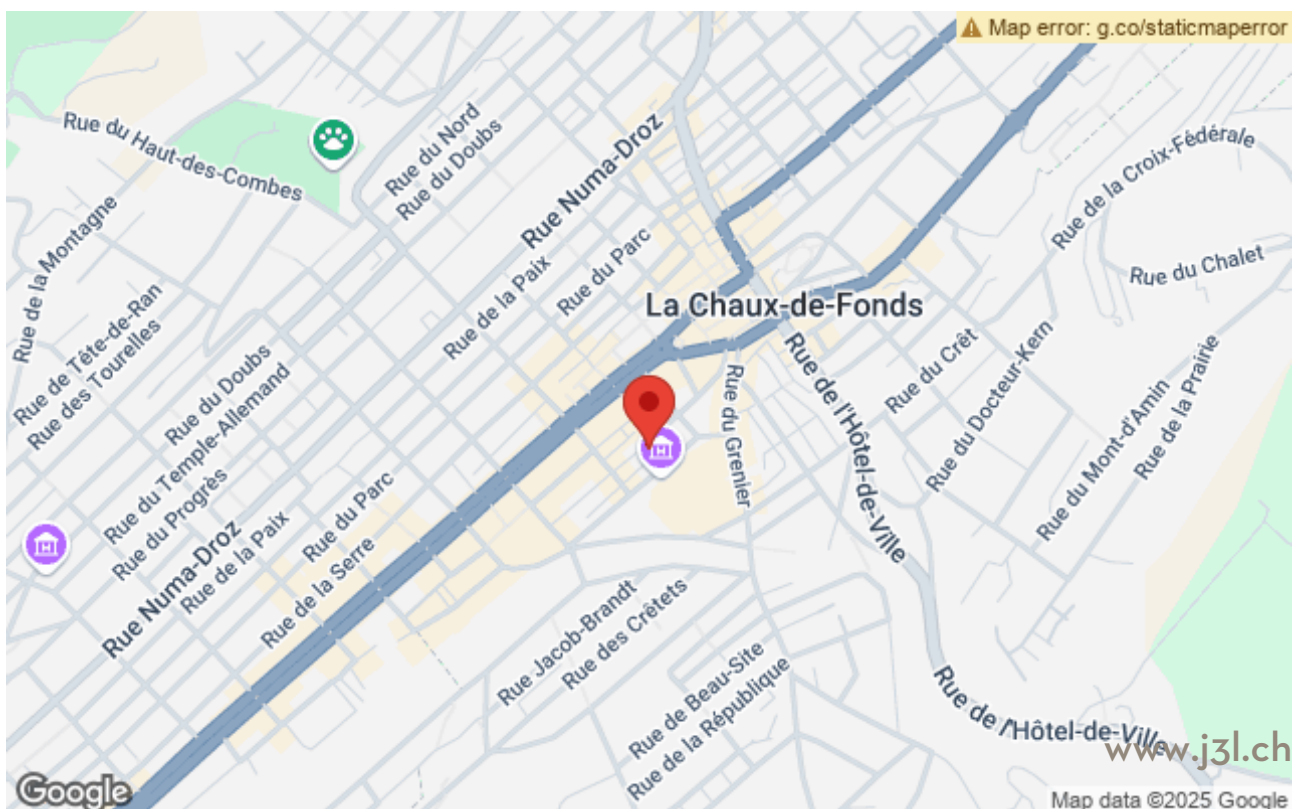 Map error: g.co/staticmaperror
Rue du Haut-des-Combes
Rue du Nord
Rue du Doubs
Rue Numa-Droz
Rue de la Croix-Fédérale
Rue de la Montagne
Rue du Parc
Rue de la Paix
Rue du Chalet
La Chaux-de-Fonds
Rue de Tête-de-Ran
Rue des Tourelles
Rue du Doubs
Rue du Temple-Allemand
Rue du Progrès
Rue de l'Hôtel-de-Ville
Rue du Crêt
Rue du Docteur-Kern
Rue du Mont-d'Amin
Rue de la Prairie
Rue du Grenier
Rue Numa-Droz
Rue de la Paix
Rue du Parc
Rue de la Serre
Rue Jacob-Brandt
Rue des Crêtets
Rue de Beau-Site
Rue de la République
Rue de l'Hôtel-de-Ville
www.j3l.ch
Google
Map data ©2025 Google